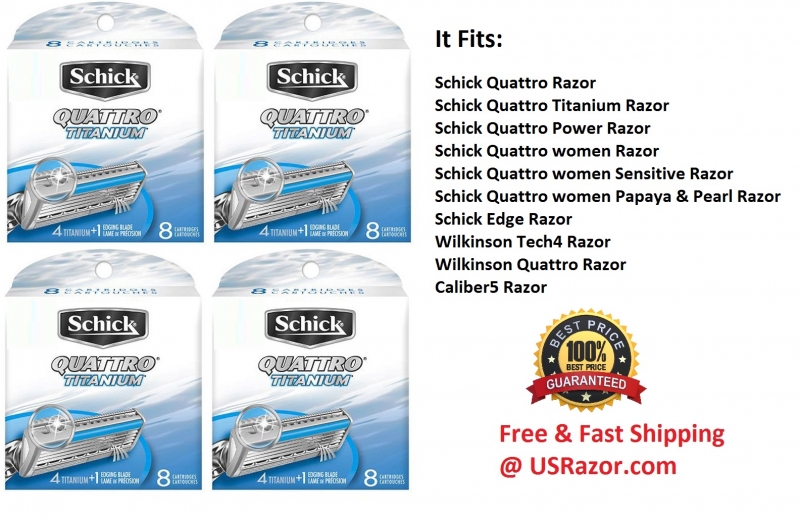 8 CARTRIDGES
CARTOUCHES
Schick
QUATTRO®
TITANIUM
4 TITANIUM+1 EDGING BLADE
LAME DE PRÉCISION
8 CARTRIDGES
CARTOUCHES
8 CARTRIDGES
CARTOUCHES
Schick
QUATTRO®
TITANIUM
4 TITANIUM+1 EDGING BLADE
LAME DE PRÉCISION
8 CARTRIDGES
CARTOUCHES
8 CARTRIDGES
CARTOUCHES
Schick
QUATTRO®
TITANIUM
4 TITANIUM+1 EDGING BLADE
LAME DE PRÉCISION
8 CARTRIDGES
CARTOUCHES
8 CARTRIDGES
CARTOUCHES
Schick
QUATTRO®
TITANIUM
4 TITANIUM+1 EDGING BLADE
LAME DE PRÉCISION
8 CARTRIDGES
CARTOUCHES
It Fits:
Schick Quattro Razor
Schick Quattro Titanium Razor
Schick Quattro Power Razor
Schick Quattro women Razor
Schick Quattro women Sensitive Razor
Schick Quattro women Papaya & Pearl Razor
Schick Edge Razor
Wilkinson Tech4 Razor
Wilkinson Quattro Razor
Caliber5 Razor
BEST PRICE
100%
BEST PRICE
GUARANTEED
Free & Fast Shipping
@ USRazor.com